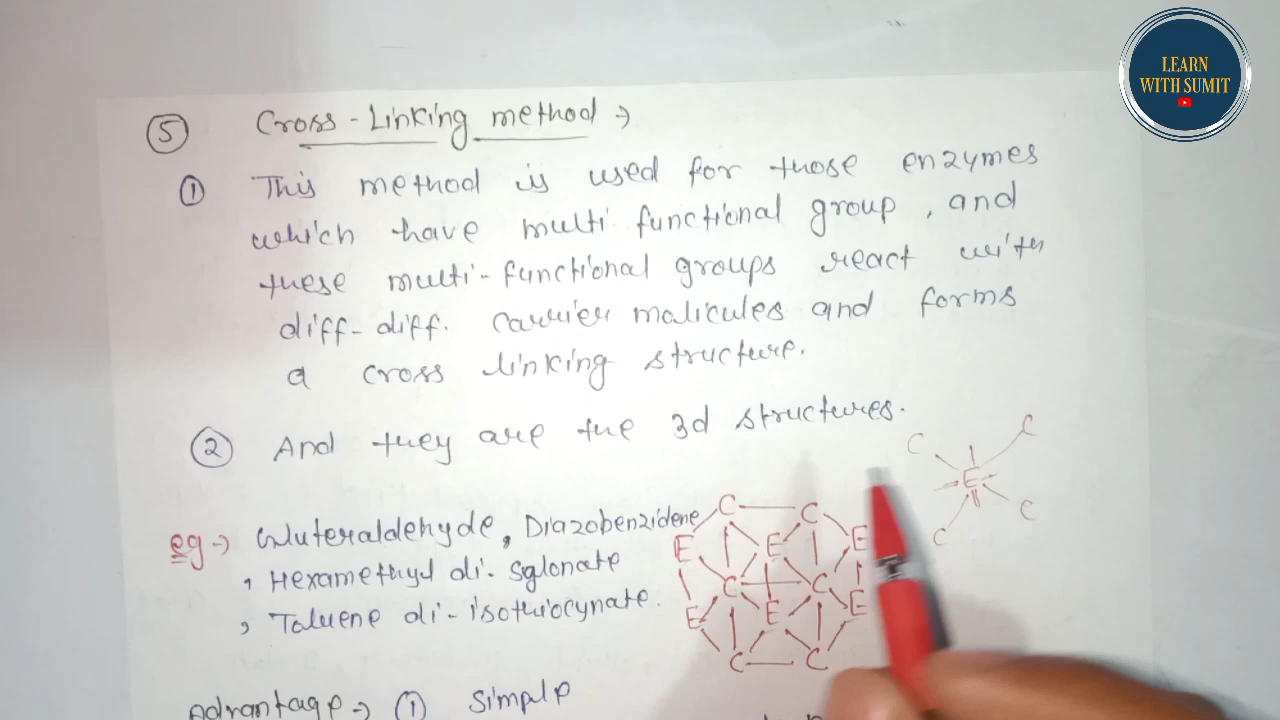 LEARN
WITH SUMIT
⑤ Cross-Linking method →
① This method is used for those enzymes
which have multi functional group, and
these multi-functional groups react with
diff-diff. carrier malicules and forms
a cross linking structure.
② And they are the 3d structures.
C C
E
C C
eg→ Gluteraldehyde, Diazobenzidene
, Hexamethyl di-
, Toluene di-isothiocynate.
C C
E E E
C C
E E E
C C
Advantage → ① Simple